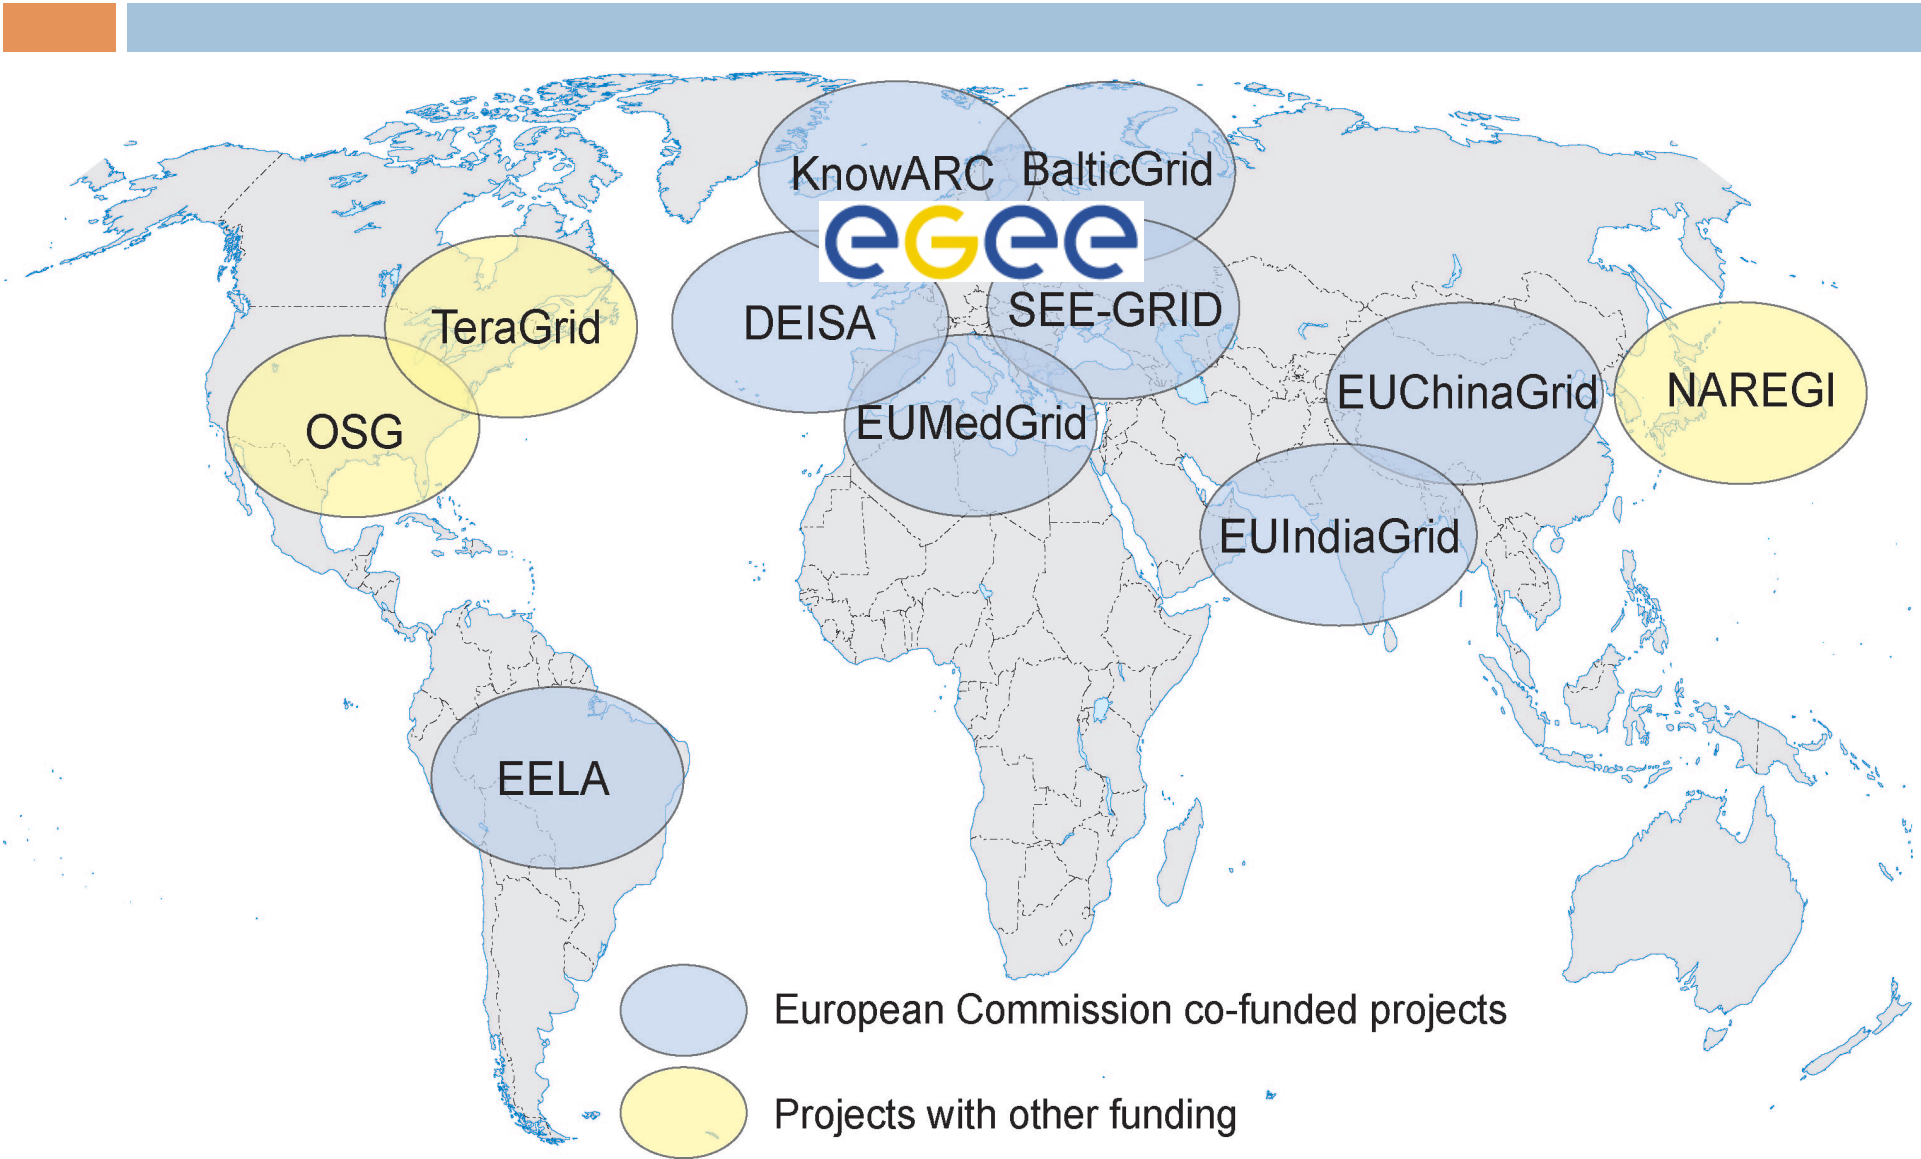 KnowARC
BalticGrid
eGee
TeraGrid
DEISA
SEE-GRID
OSG
EUMedGrid
EUChinaGrid
NAREGI
EUIndiaGrid
EELA
European Commission co-funded projects
Projects with other funding